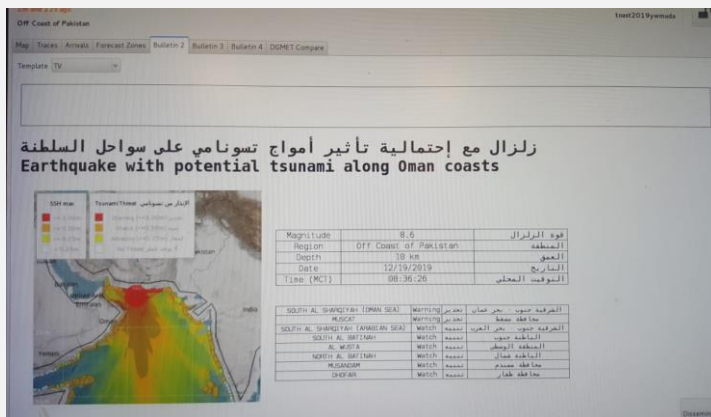 Off Coast of Pakistan
toast2019ywmuda
Map Traces Arrivals Forecast Zones Bulletin 2 Bulletin 3 Bulletin 4 DGMET Compare
Template TV
زلزال مع إحتمالية تأثير أمواج تسونامي على سواحل السلطنة
Earthquake with potential tsunami along Oman coasts
SSH max
Tsunami Threat الإنذار من تسونامي
Pakistan
India
Yemen
Magnitude 8.6 قوة الزلزال
Region Off Coast of Pakistan المنطقة
Depth 10 km العمق
Date 12/19/2019 التاريخ
Time (MCT) 08:36:26 التوقيت المحلي
SOUTH AL SHARQIYAH (OMAN SEA) Warning تحذير الشرقية جنوب - بحر عمان
MUSCAT Warning تحذير محافظة مسقط
SOUTH AL SHARQIYAH (ARABIAN SEA) Watch تنبيه الشرقية جنوب - بحر العرب
SOUTH AL BATINAH Watch تنبيه الباطنة جنوب
AL WUSTA Watch تنبيه المنطقة الوسطى
NORTH AL BATINAH Watch تنبيه الباطنة شمال
MUSANDAM Watch تنبيه محافظة مسندم
DHOFAR Watch تنبيه محافظة ظفار